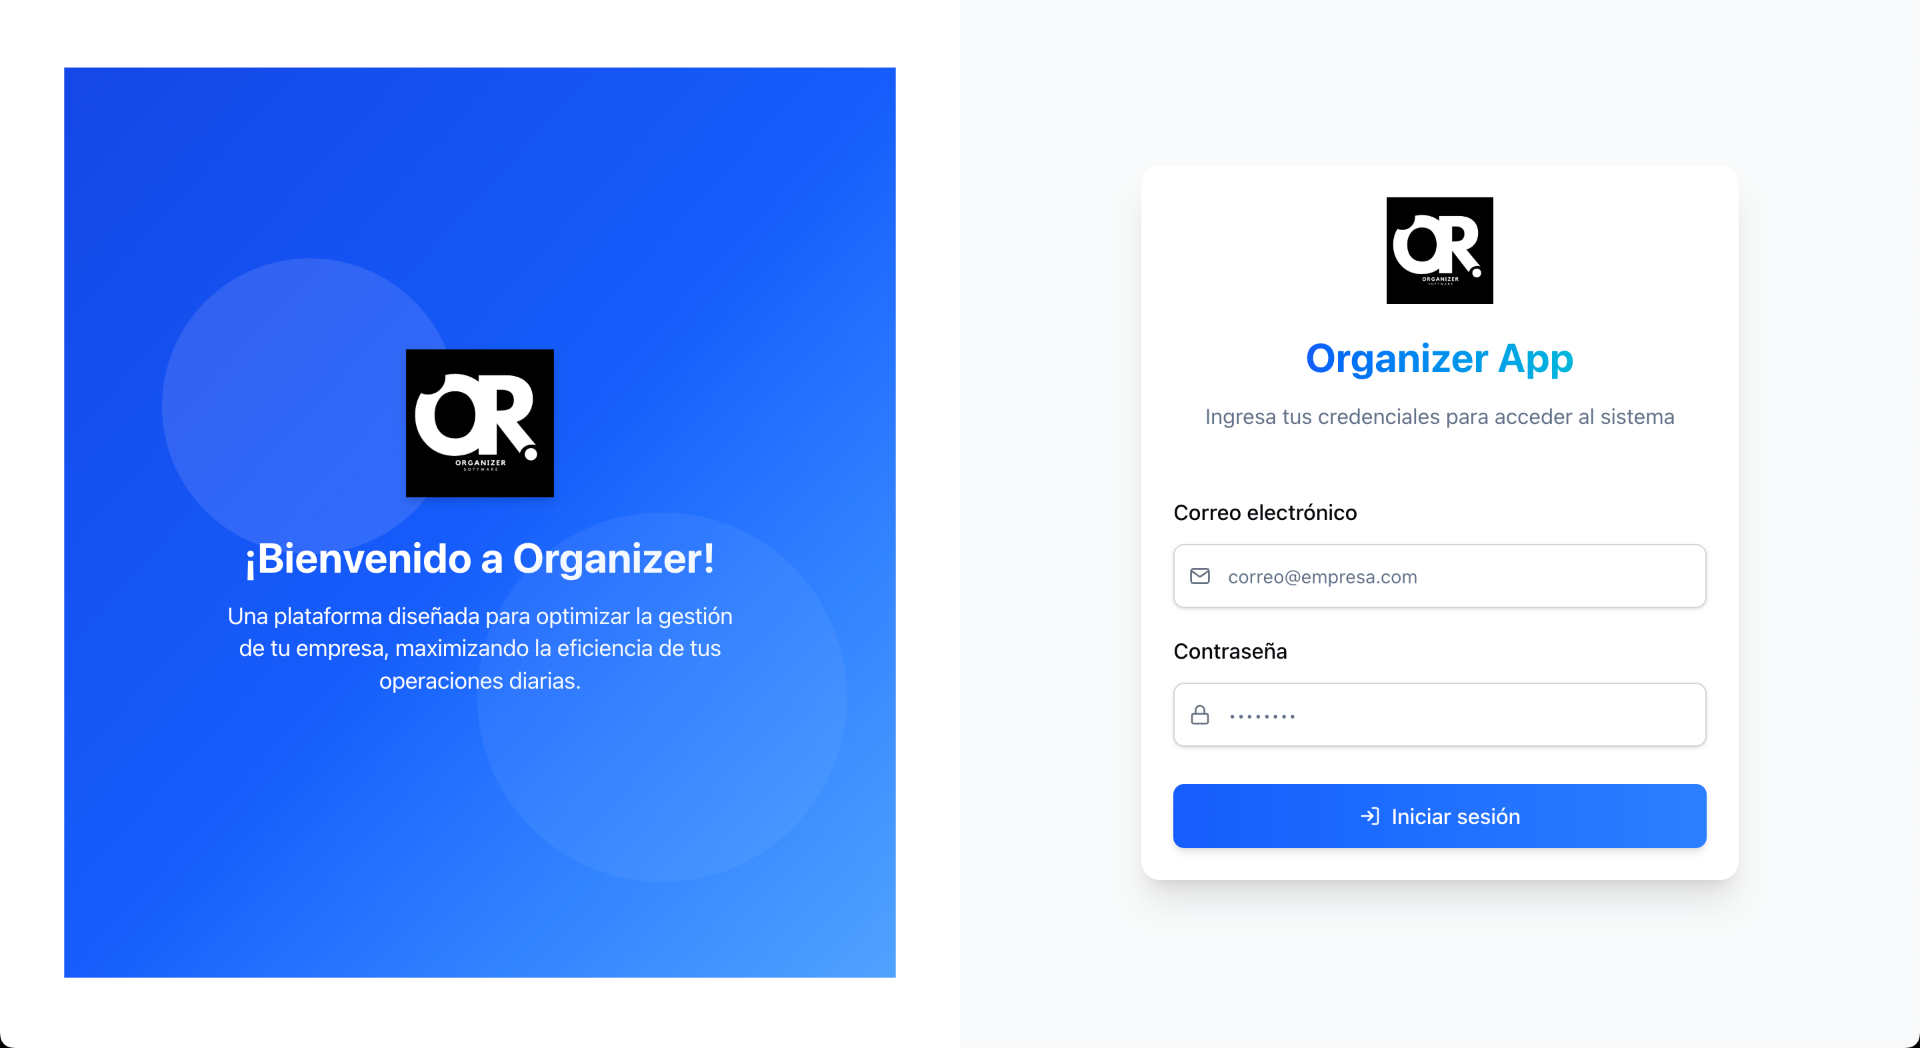 OR.
ORGANIZER
SOFTWARE
¡Bienvenido a Organizer!
Una plataforma diseñada para optimizar la gestión
de tu empresa, maximizando la eficiencia de tus
operaciones diarias.
OR.
ORGANIZER
SOFTWARE
Organizer App
Ingresa tus credenciales para acceder al sistema
Correo electrónico
correo@empresa.com
Contraseña
••••••••
Iniciar sesión